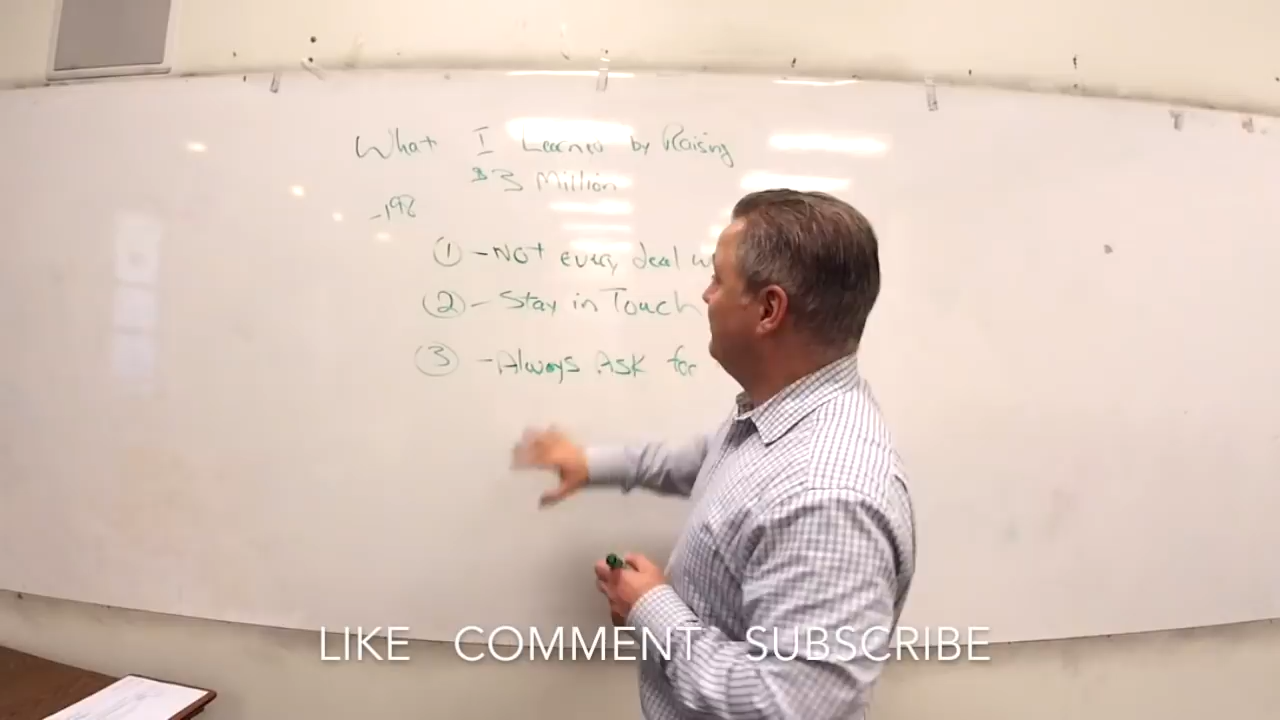 What I Learned by Raising
$3 Million
-198
① - Not every deal
② - Stay in Touch
③ - Always Ask for
LIKE COMMENT SUBSCRIBE